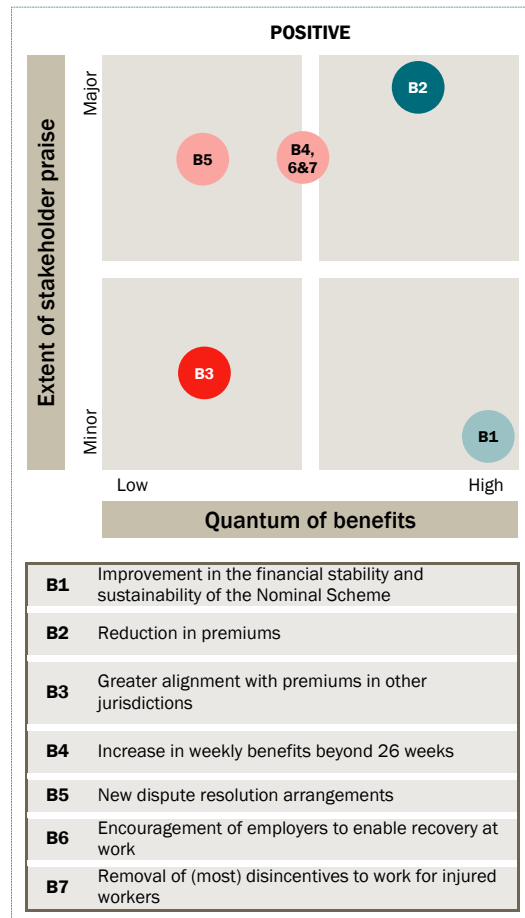 POSITIVE
Extent of stakeholder praise
Major
Minor
B2
B5
B4,
6&7
B3
B1
Low
High
Quantum of benefits
B1
Improvement in the financial stability and
sustainability of the Nominal Scheme
B2
Reduction in premiums
B3
Greater alignment with premiums in other
jurisdictions
B4
Increase in weekly benefits beyond 26 weeks
B5
New dispute resolution arrangements
B6
Encouragement of employers to enable recovery at
work
B7
Removal of (most) disincentives to work for injured
workers